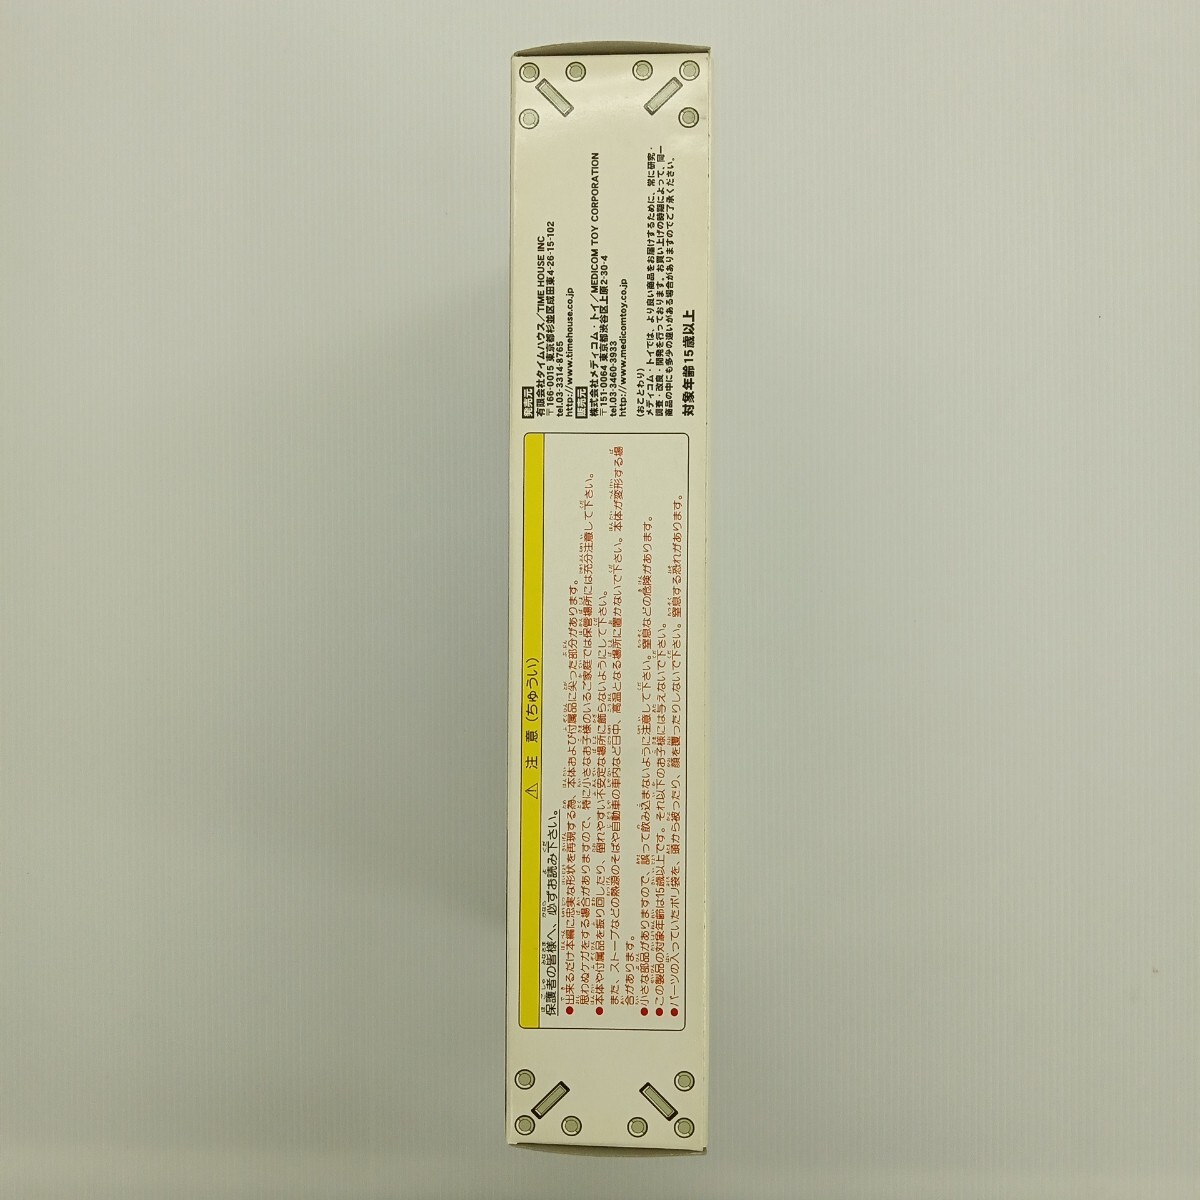 発売元
有限会社タイムハウス/TIME HOUSE INC
〒166-0015 東京都杉並区成田東4-26-15-102
tel.03-3314-8765
http://www.timehouse.co.jp
販売元
株式会社メディコム・トイ/MEDICOM TOY CORPORATION
〒151-0064 東京都渋谷区上原2-30-4
tel.03-3460-3933
http://www.medicomtoy.co.jp
(おことわり)
メディコム・トイでは、より良い商品をお届けするために、常に研究・
調査・改良・開発を行っております。お買い上げの時期によって、同一
商品の中にも多少の違いがある場合がありますのでご了承ください。
対象年齢15歳以上
⚠ 注 意 (ちゅうい)
保護者の皆様へ、必ずお読み下さい。
●出来るだけ本編に忠実な形状を再現する為、本体および付属品に尖った部分があります。
思わぬケガをする場合がありますので、特に小さなお子様のいるご家庭では保管場所には充分注意して下さい。
●本体や付属品を振り回したり、倒れやすい不安定な場所に飾らないようにして下さい。
また、ストーブなどの熱源のそばや自動車の車内など日中、高温となる場所に置かないで下さい。本体が変形する場
合があります。
●小さな部品がありますので、誤って飲み込まないように注意して下さい。窒息などの危険があります。
●この製品の対象年齢は15歳以上です。それ以下のお子様には与えないで下さい。
●パーツの入っていたポリ袋を、頭から被ったり、顔を覆ったりしないで下さい。窒息する恐れがあります。